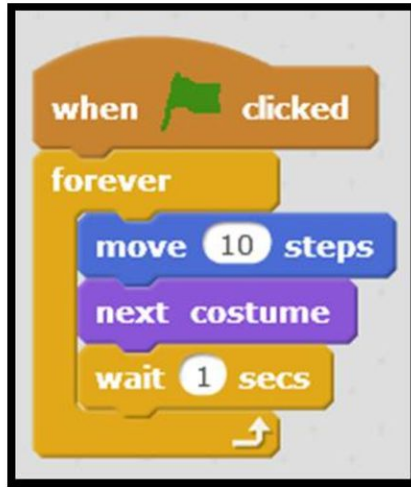 when clicked
forever
move 10 steps
next costume
wait 1 secs